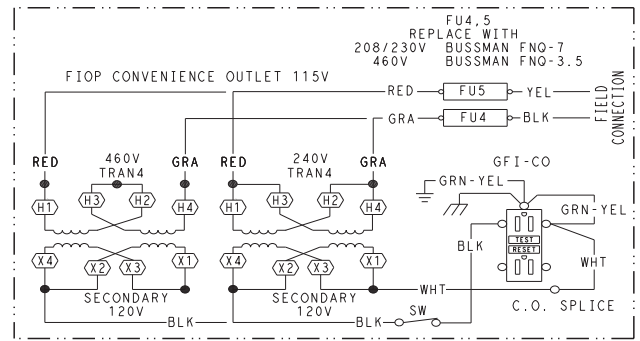 FU4,5
REPLACE WITH
208/230V BUSSMAN FNQ-7
460V BUSSMAN FNQ-3.5
FIOP CONVENIENCE OUTLET 115V
RED FU5 YEL
GRA FU4 BLK
FIELD
CONNECTION
RED 460V GRA RED 240V GRA
TRAN4 TRAN4
GFI-CO
GRN-YEL
H1 H3 H2 H4 H1 H3 H2 H4
GRN-YEL
TEST
RESET
BLK
X4 X2 X3 X1 X4 X2 X3 X1
WHT
WHT
SECONDARY SECONDARY
120V 120V
C.O. SPLICE
SW
BLK BLK